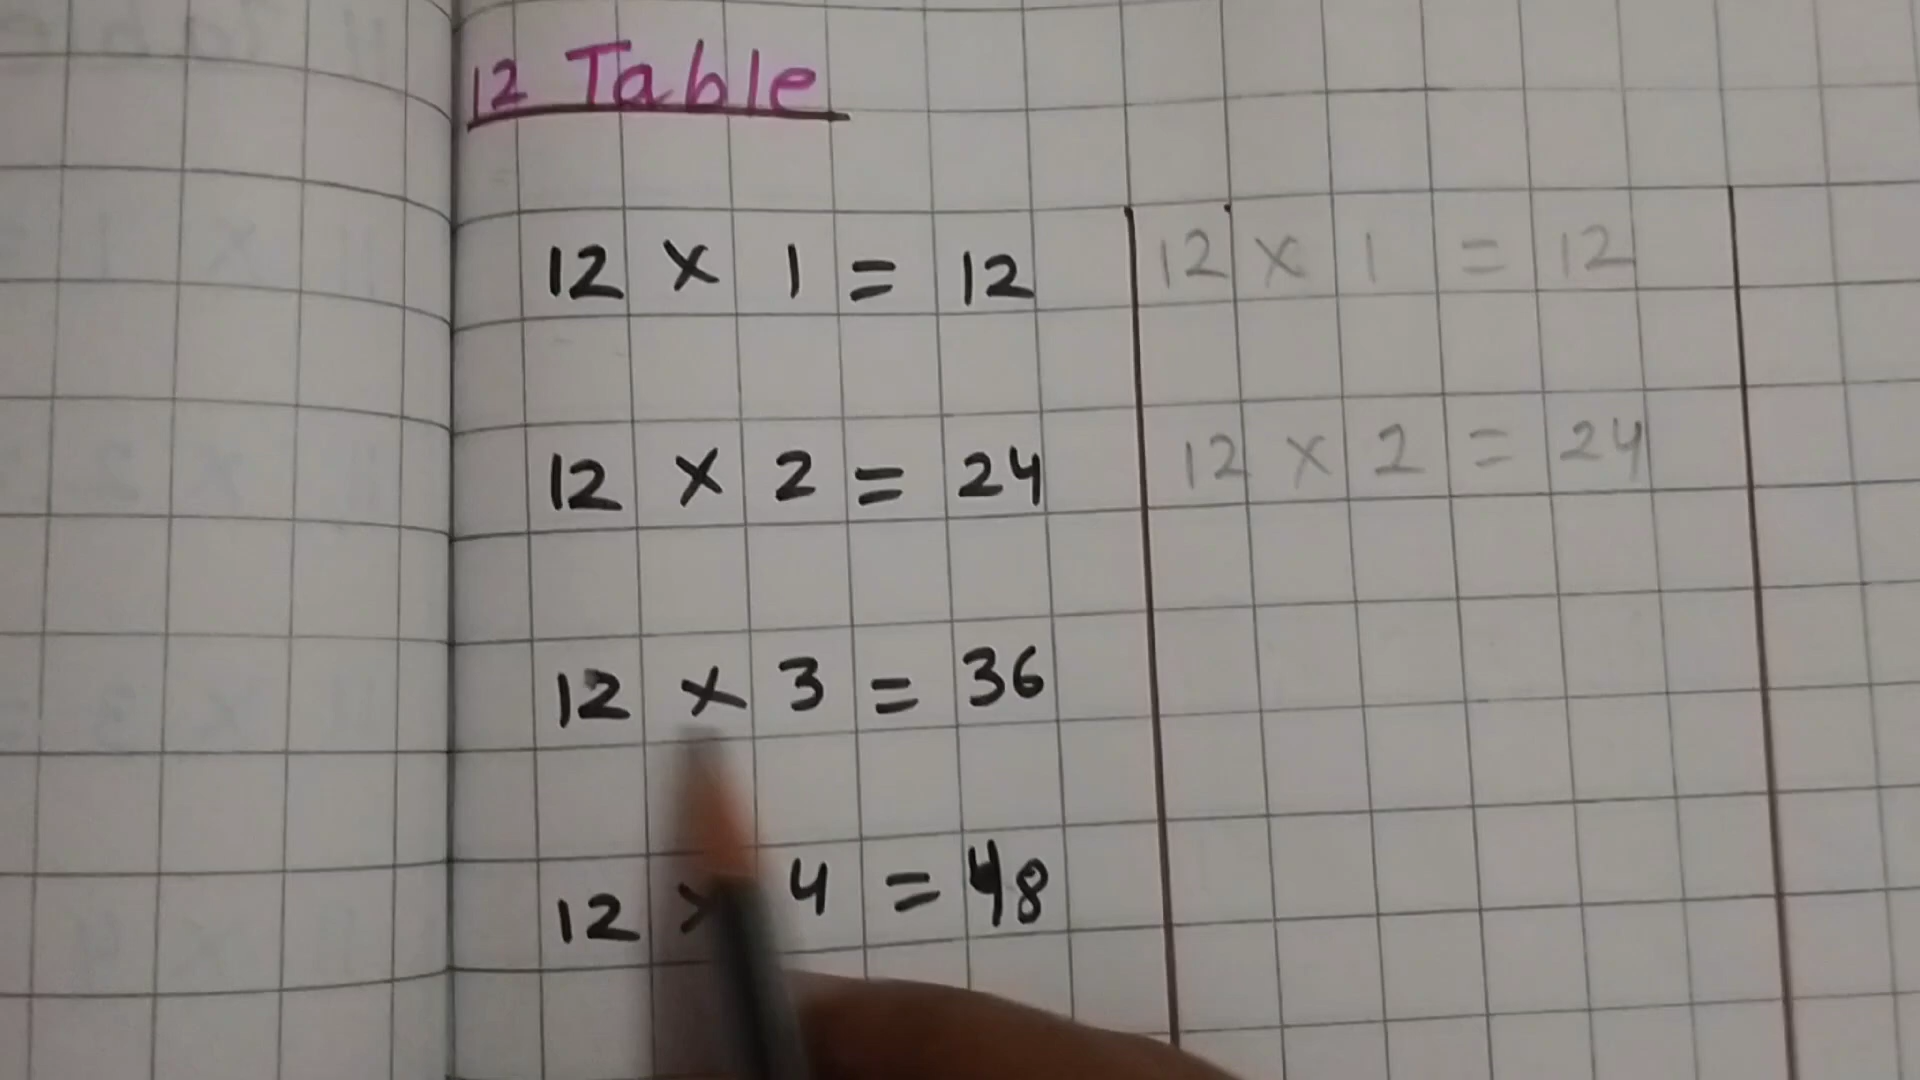 12 Table
12 × 1 = 12
12 × 2 = 24
12 × 3 = 36
12 × 4 = 48
12 × 1 = 12
12 × 2 = 24